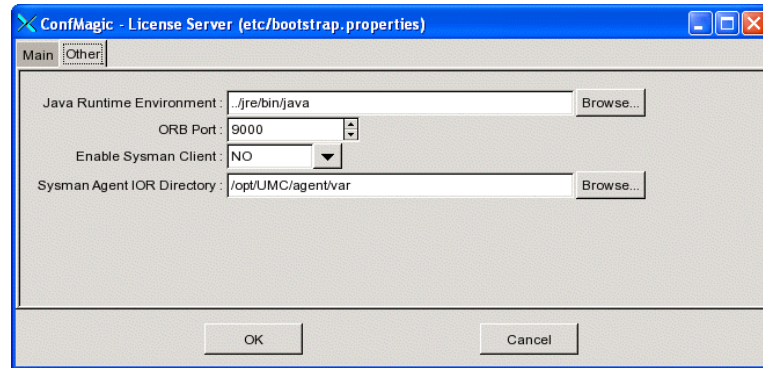 ConfMagic - License Server (etc/bootstrap.properties)
Main Other
Java Runtime Environment : ../jre/bin/java Browse...
ORB Port : 9000
Enable Sysman Client : NO
Sysman Agent IOR Directory : /opt/UMC/agent/var Browse...
OK Cancel